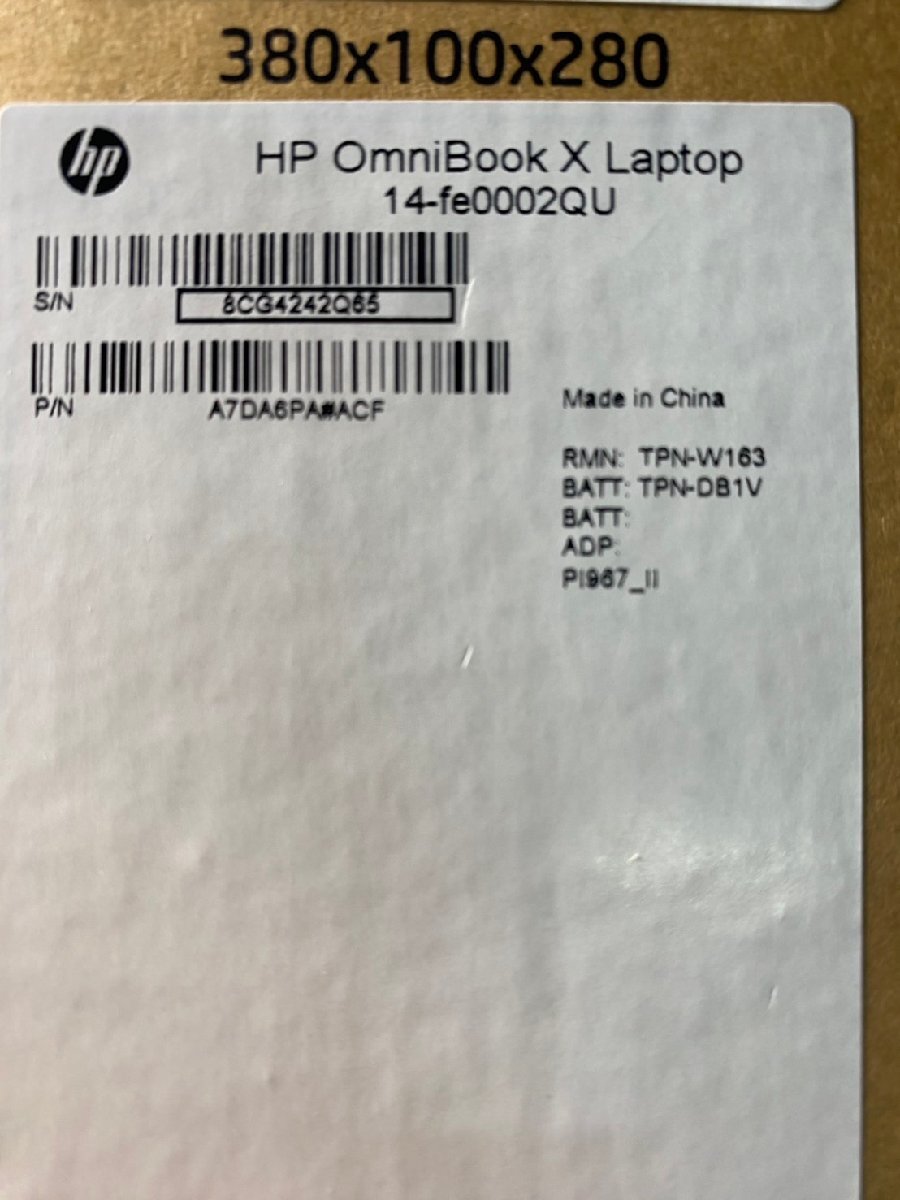 380x100x280
hp
HP OmniBook X Laptop
14-fe0002QU
S/N 8CG4242Q65
P/N A7DA6PA#ACF
Made in China
RMN: TPN-W163
BATT: TPN-DB1V
BATT:
ADP:
PI967_II